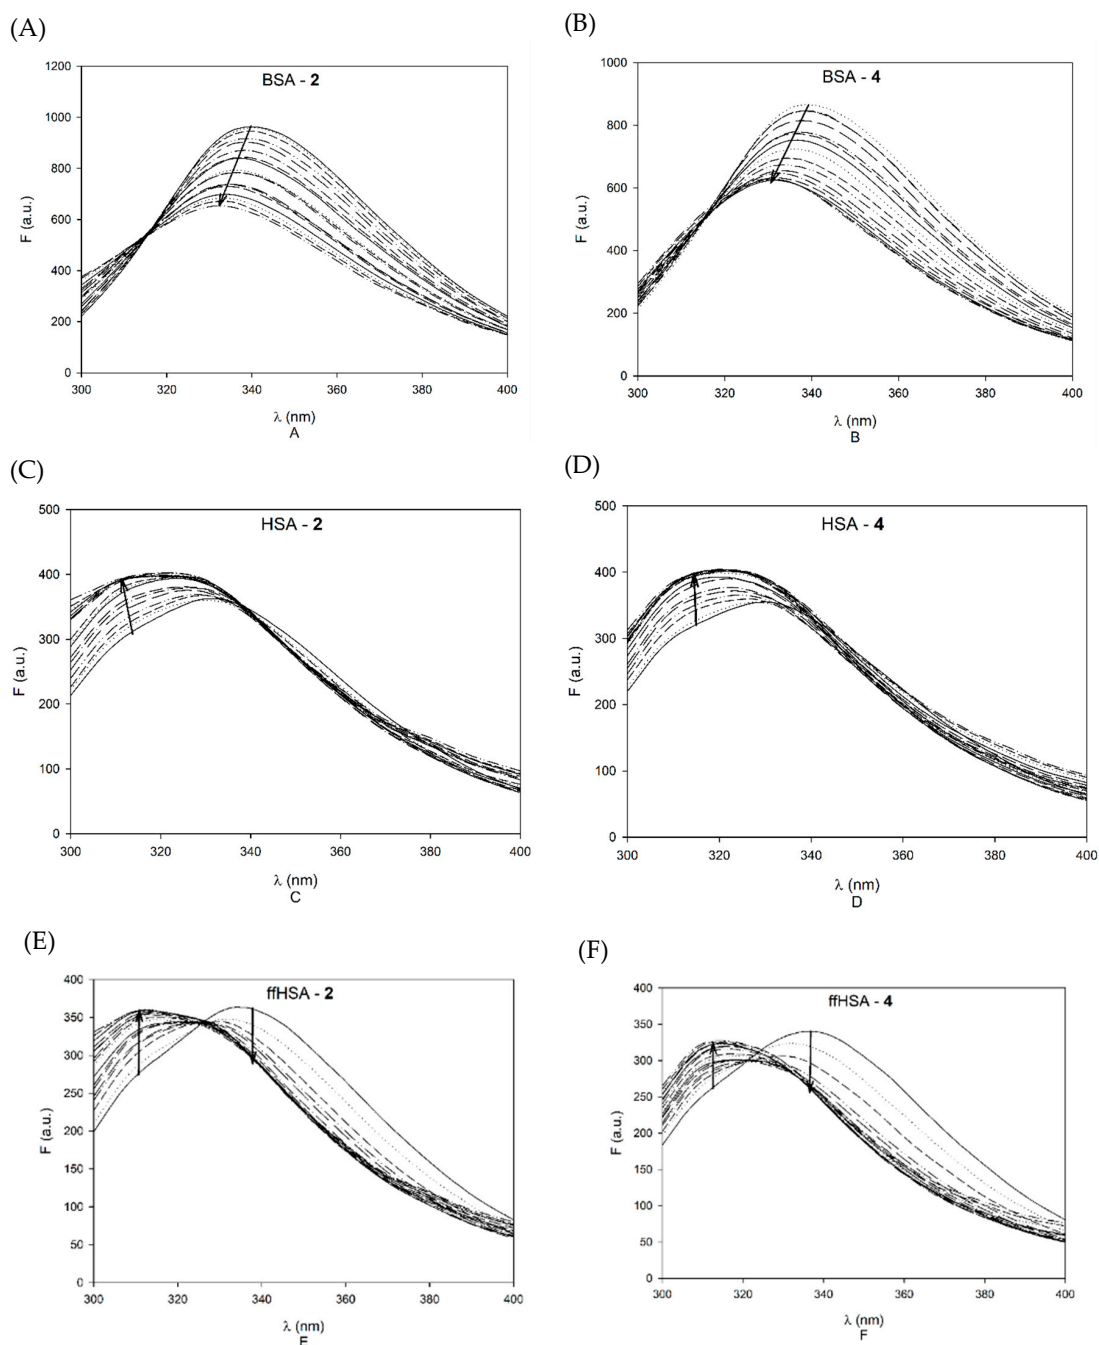 (A)
BSA - 2
1200
1000
800
600
400
200
0
F (a.u.)
300 320 340 360 380 400
λ (nm)
A
(B)
BSA - 4
1000
800
600
400
200
0
F (a.u.)
300 320 340 360 380 400
λ (nm)
B
(C)
HSA - 2
500
400
300
200
100
0
F (a.u.)
300 320 340 360 380 400
λ (nm)
C
(D)
HSA - 4
500
400
300
200
100
0
F (a.u.)
300 320 340 360 380 400
λ (nm)
D
(E)
ffHSA - 2
400
350
300
250
200
150
100
50
0
F (a.u.)
300 320 340 360 380 400
λ (nm)
E
(F)
ffHSA - 4
400
350
300
250
200
150
100
50
0
F (a.u.)
300 320 340 360 380 400
λ (nm)
F